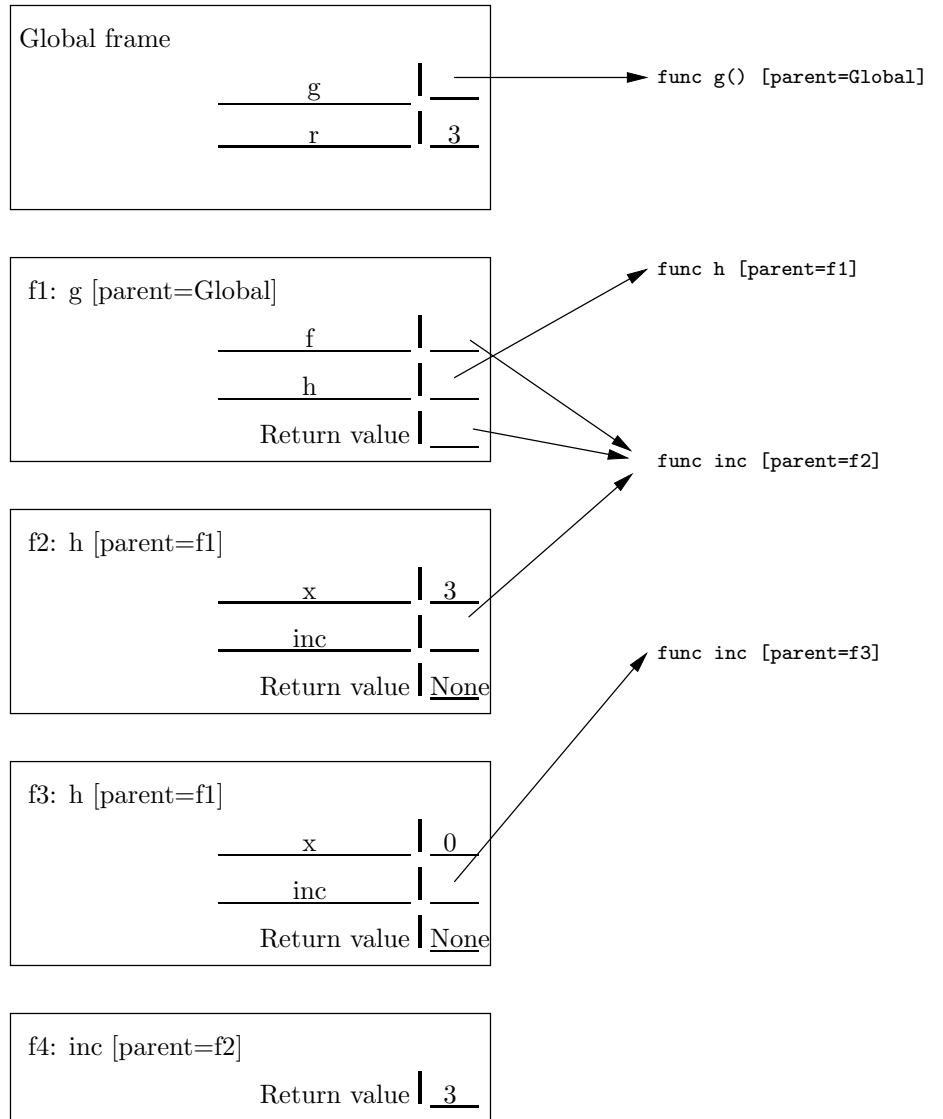 Global frame
g
func g() [parent=Global]
r 3
f1: g [parent=Global]
func h [parent=f1]
f
h
Return value
func inc [parent=f2]
f2: h [parent=f1]
x 3
inc
func inc [parent=f3]
Return value None
f3: h [parent=f1]
x 0
inc
Return value None
f4: inc [parent=f2]
Return value 3